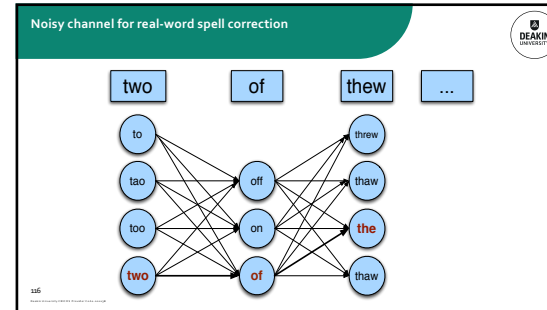 Noisy channel for real-word spell correction
DEAKIN
UNIVERSITY
two of thew ...
to threw
tao off thaw
too on the
two of thaw
116